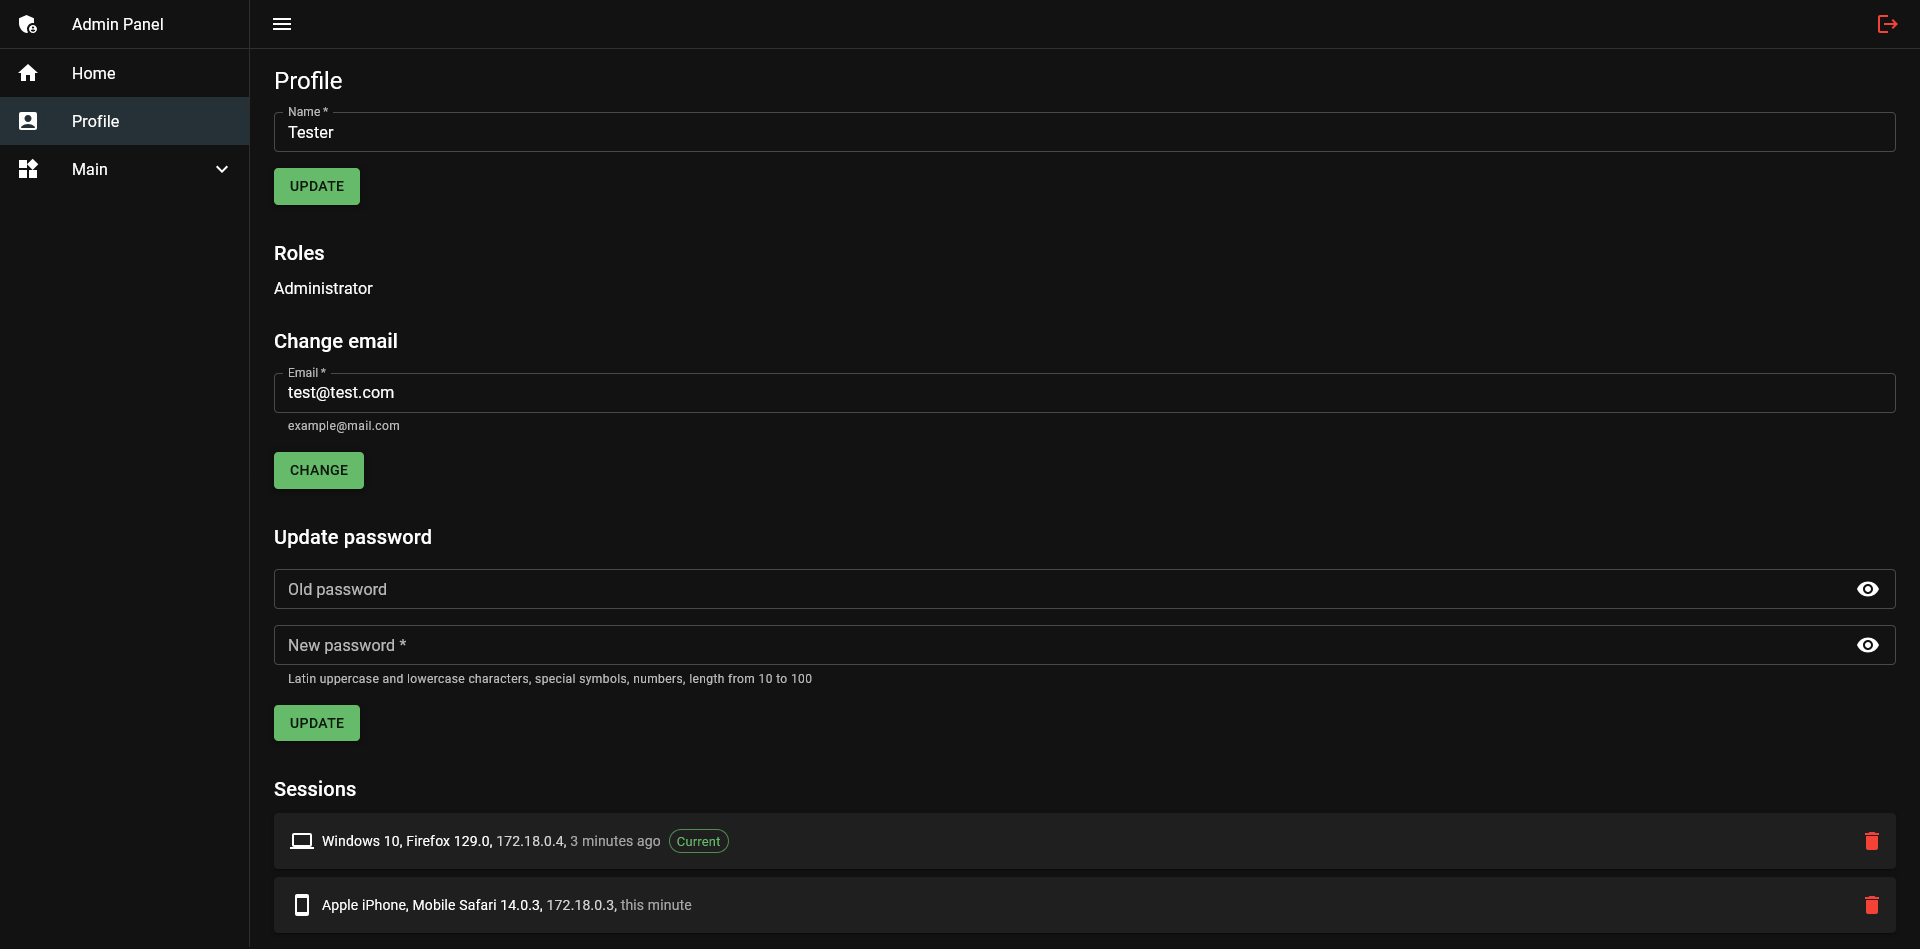 Admin Panel
Home
Profile
Main
Profile
Name *
Tester
UPDATE
Roles
Administrator
Change email
Email *
test@test.com
example@mail.com
CHANGE
Update password
Old password
New password *
Latin uppercase and lowercase characters, special symbols, numbers, length from 10 to 100
UPDATE
Sessions
Windows 10, Firefox 129.0, 172.18.0.4, 3 minutes ago Current
Apple iPhone, Mobile Safari 14.0.3, 172.18.0.3, this minute